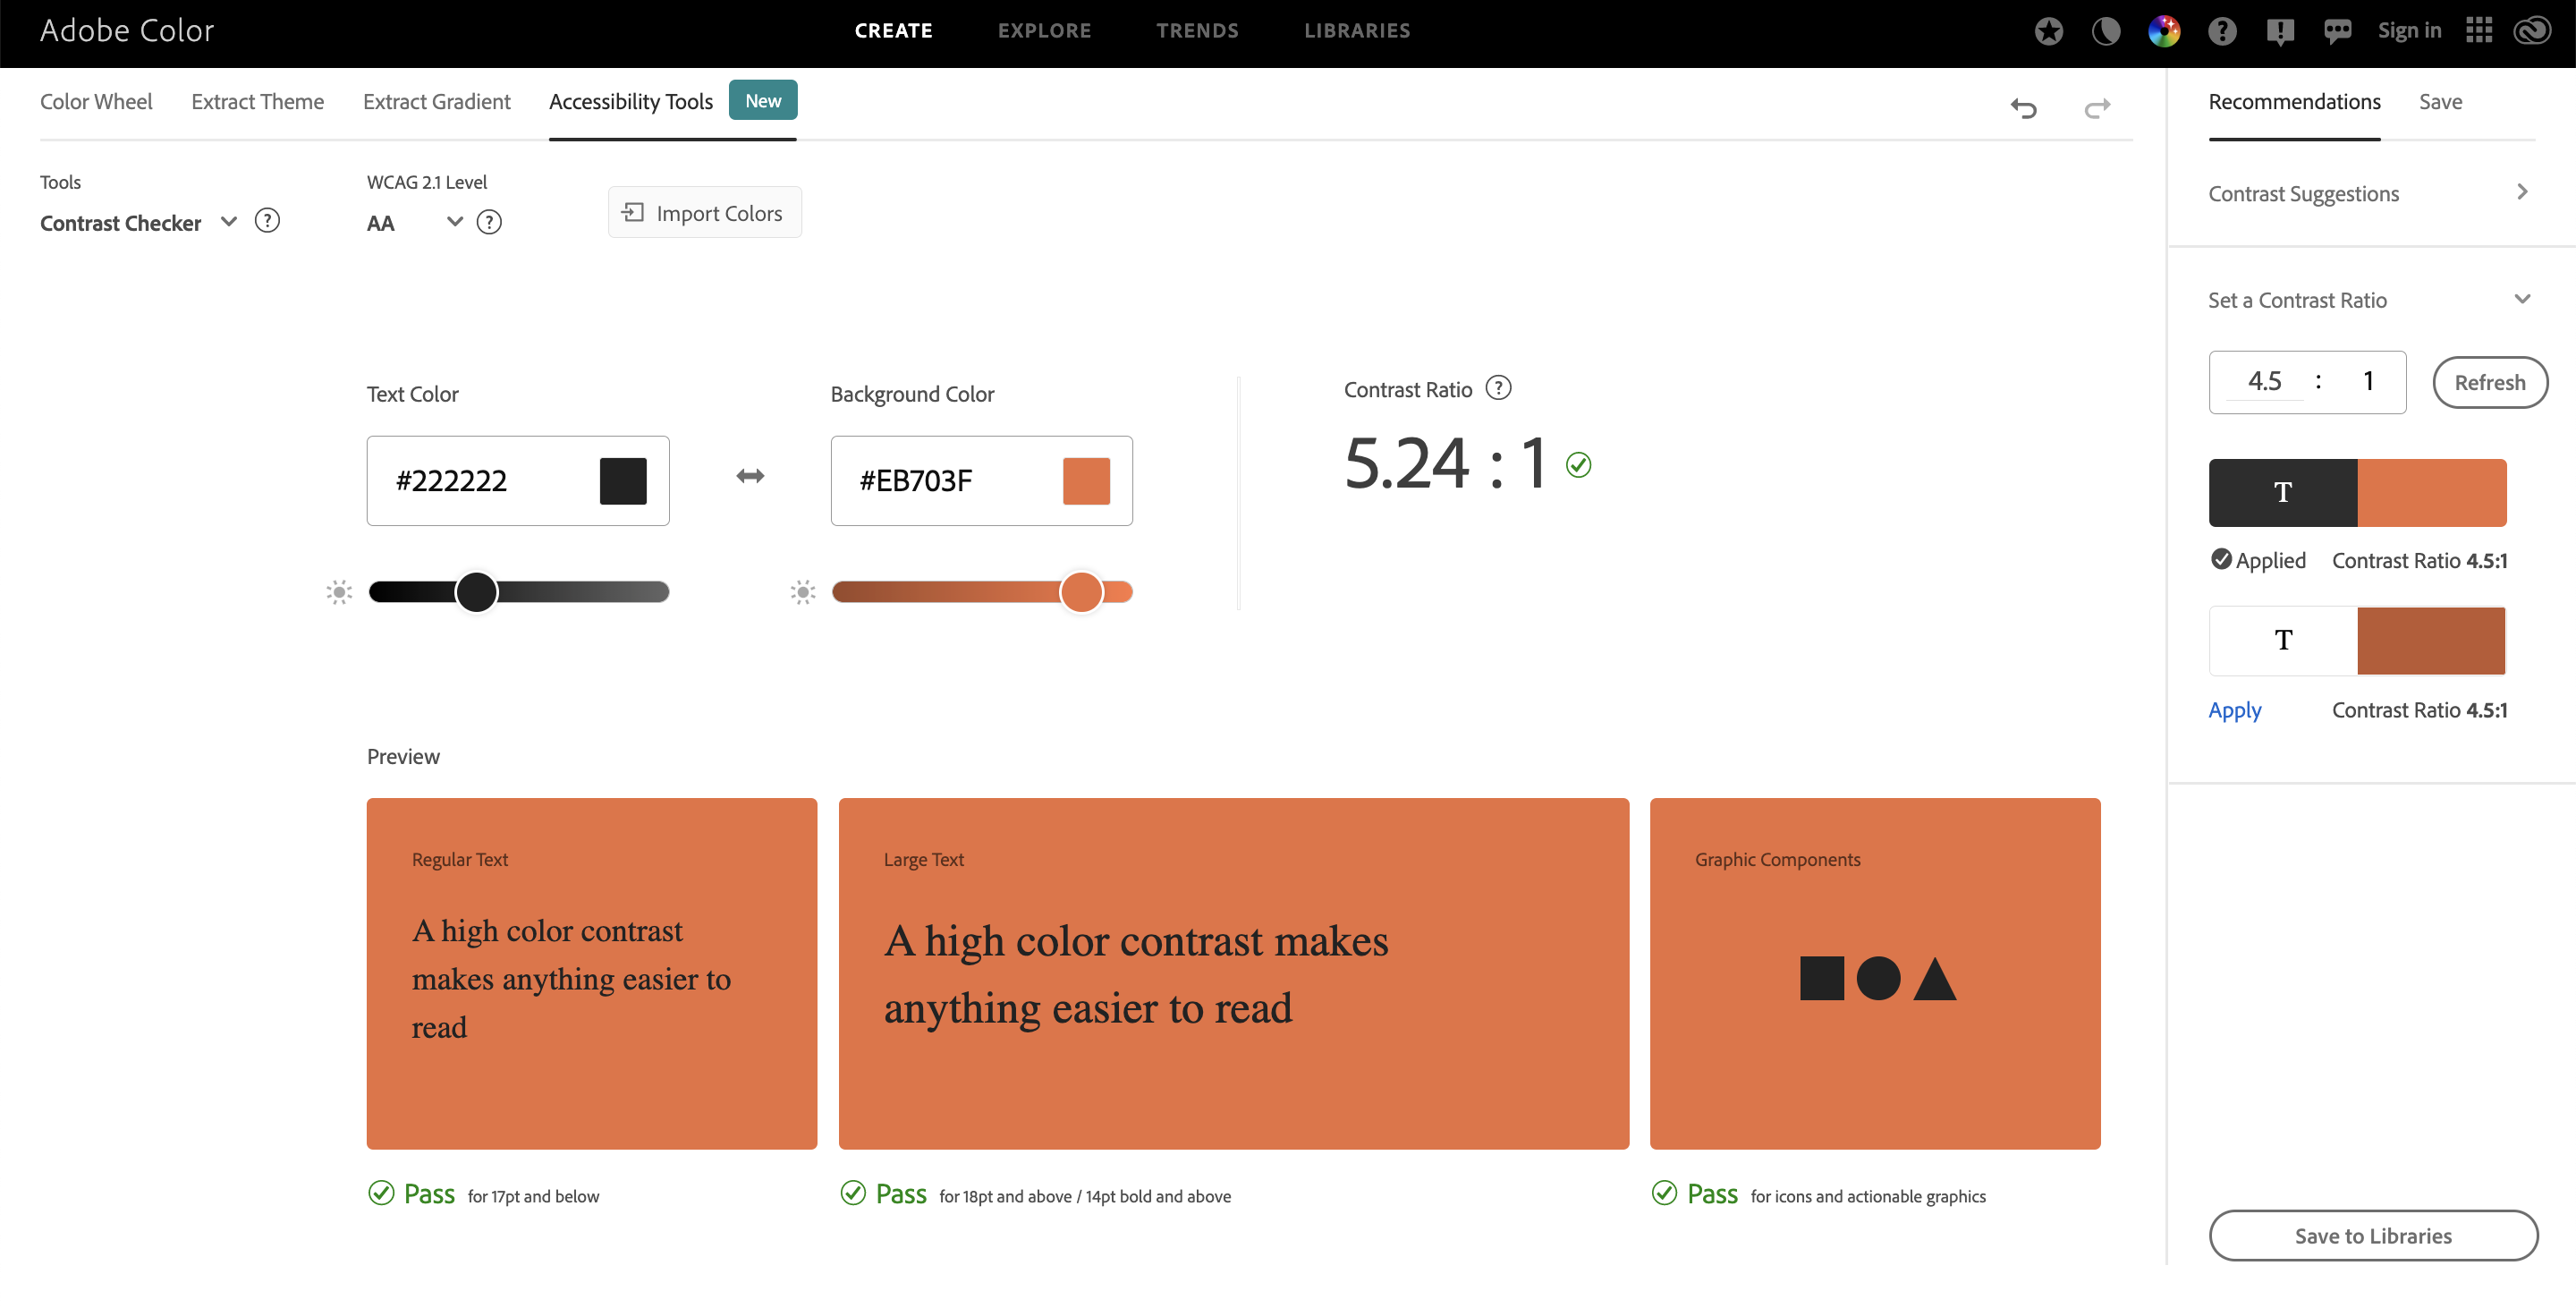 Adobe Color
CREATE
EXPLORE
TRENDS
LIBRARIES
Sign in
Color Wheel
Extract Theme
Extract Gradient
Accessibility Tools
New
Recommendations
Save
Tools
Contrast Checker
WCAG 2.1 Level
AA
Import Colors
Contrast Suggestions
Set a Contrast Ratio
4.5 : 1
Refresh
Text Color
#222222
Background Color
#EB703F
Contrast Ratio
5.24 : 1
T
Applied
Contrast Ratio 4.5:1
T
Apply
Contrast Ratio 4.5:1
Preview
Regular Text
A high color contrast
makes anything easier to
read
Large Text
A high color contrast makes
anything easier to read
Graphic Components
Pass for 17pt and below
Pass for 18pt and above / 14pt bold and above
Pass for icons and actionable graphics
Save to Libraries